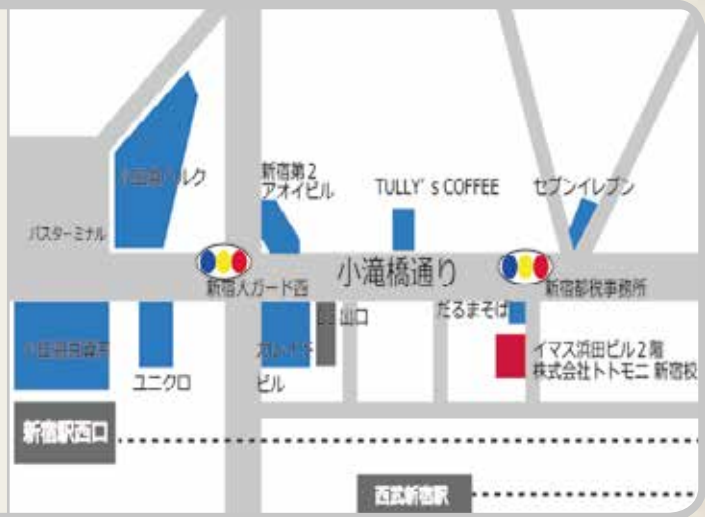 新宿第2
アオイビル
TULLY' s COFFEE
セブンイレブン
バスターミナル
小滝橋通り
新宿大ガード西
新宿都税事務所
出口
だるまそば
ユニクロ
ビル
イマス浜田ビル2階
株式会社トトモニ 新宿校
新宿駅西口
西武新宿駅